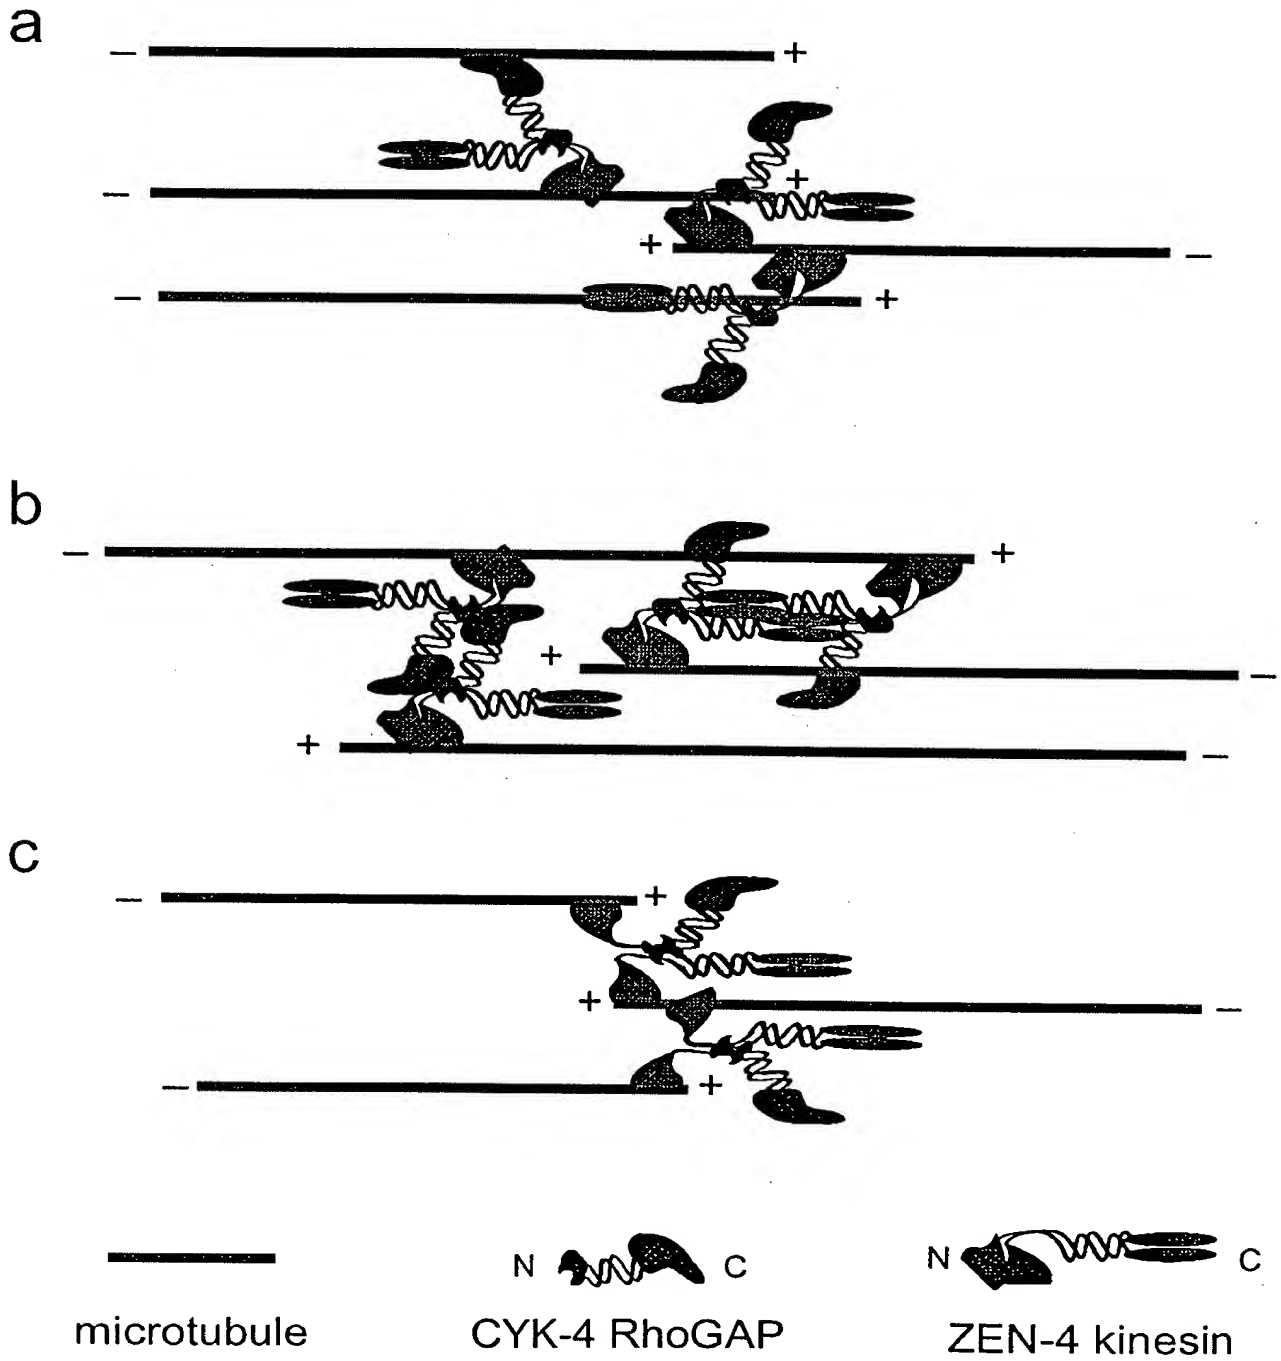 a
— +
— +
+ —
— +
b
— +
+ —
+ —
c
— +
+ —
— +
N C N C
microtubule CYK-4 RhoGAP ZEN-4 kinesin